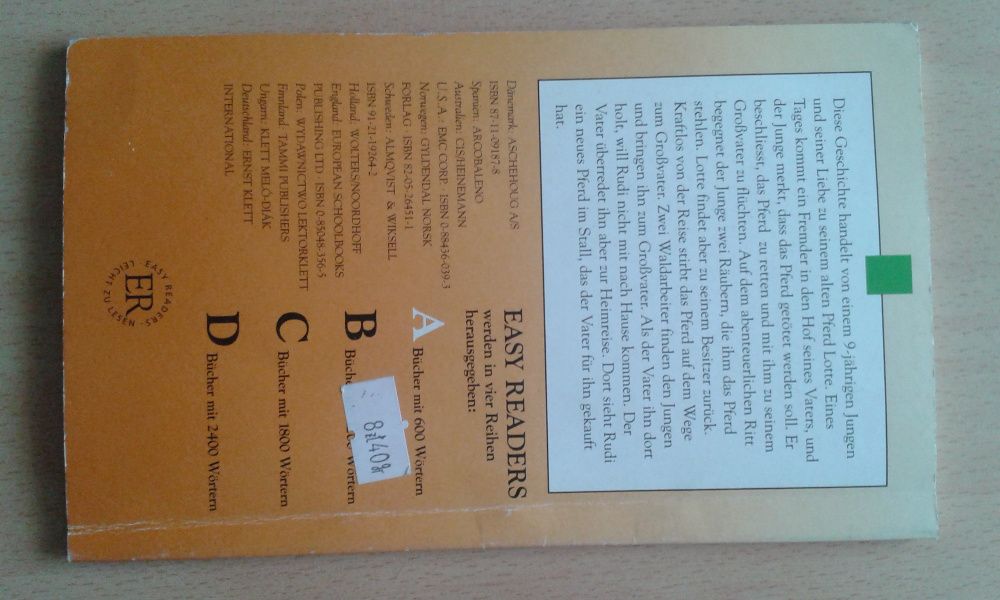 Diese Geschichte handelt von einem 9-jährigen Jungen
und seiner Liebe zu seinem alten Pferd Lotte. Eines
Tages kommt ein Fremder in den Hof seines Vaters, und
der Junge merkt, dass das Pferd getötet werden soll. Er
beschliesst, das Pferd zu retten und mit ihm zu seinem
Großvater zu flüchten. Auf dem abenteuerlichen Ritt
begegnet der Junge zwei Räubern, die ihm das Pferd
stehlen. Lotte findet aber zu seinem Besitzer zurück.
Kraftlos von der Reise stirbt das Pferd auf dem Wege
zum Großvater. Zwei Waldarbeiter finden den Jungen
und bringen ihn zum Großvater. Als der Vater ihn dort
holt, will Rudi nicht mit nach Hause kommen. Der
Vater überredet ihn aber zur Heimreise. Dort sieht Rudi
ein neues Pferd im Stall, das der Vater für ihn gekauft
hat.
Dänemark: ASCHEHOUG A/S
ISBN 87-11-09187-8
Spanien: ARCOBALENO
Australien: CIS/HEINEMANN
U.S.A.: EMC CORP. · ISBN 0-88436-039-3
Norwegen: GYLDENDAL NORSK
FORLAG · ISBN 82-05-26451-1
Schweden: ALMQVIST & WIKSELL
ISBN 91-21-19264-2
Holland: WOLTERS/NOORDHOFF
England: EUROPEAN SCHOOLBOOKS
PUBLISHING LTD · ISBN 0-85048-356-5
Polen: WYDAWNICTWO LEKTORKLETT
Finnland: TAMMI PUBLISHERS
Ungarn: KLETT MELÓ-DIÁK
Deutschland: ERNST KLETT
INTERNATIONAL
EASY READERS
werden in vier Reihen
herausgegeben:
A Bücher mit 600 Wörtern
B Wörtern
C Bücher mit 1800 Wörtern
D Bücher mit 2400 Wörtern
EASY READERS
ER
LEICHT ZU LESEN